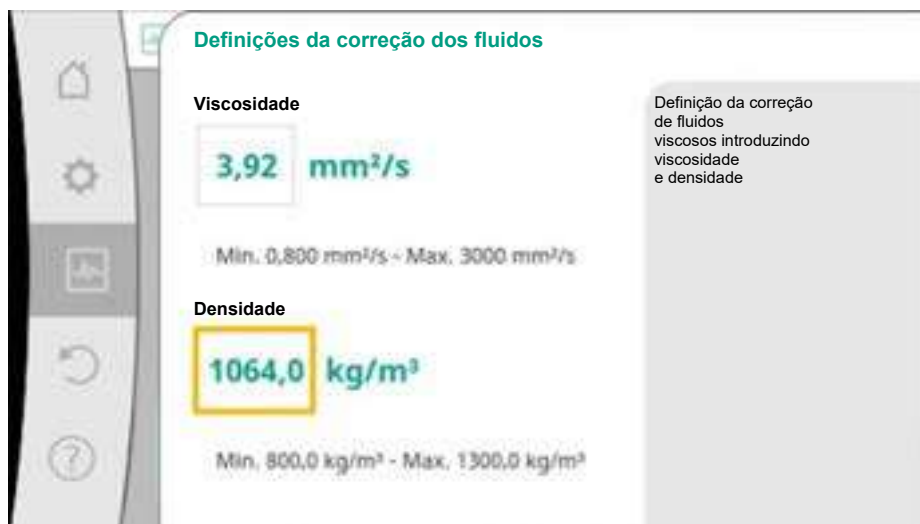 Definições da correção dos fluidos
Viscosidade
3,92 mm²/s
Min. 0,800 mm²/s - Max. 3000 mm²/s
Densidade
1064,0 kg/m³
Min. 800,0 kg/m³ - Max. 1300,0 kg/m³
Definição da correção
de fluidos
viscosos introduzindo
viscosidade
e densidade
?